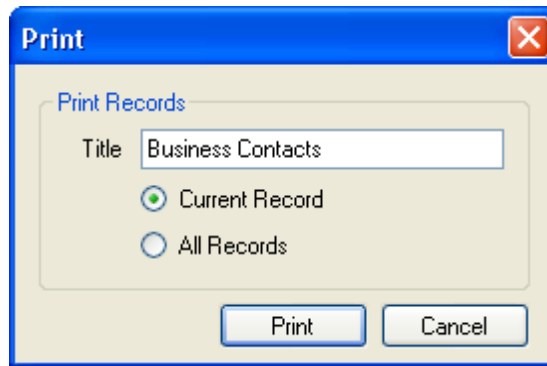 Print
Print Records
Title Business Contacts
Current Record
All Records
Print Cancel